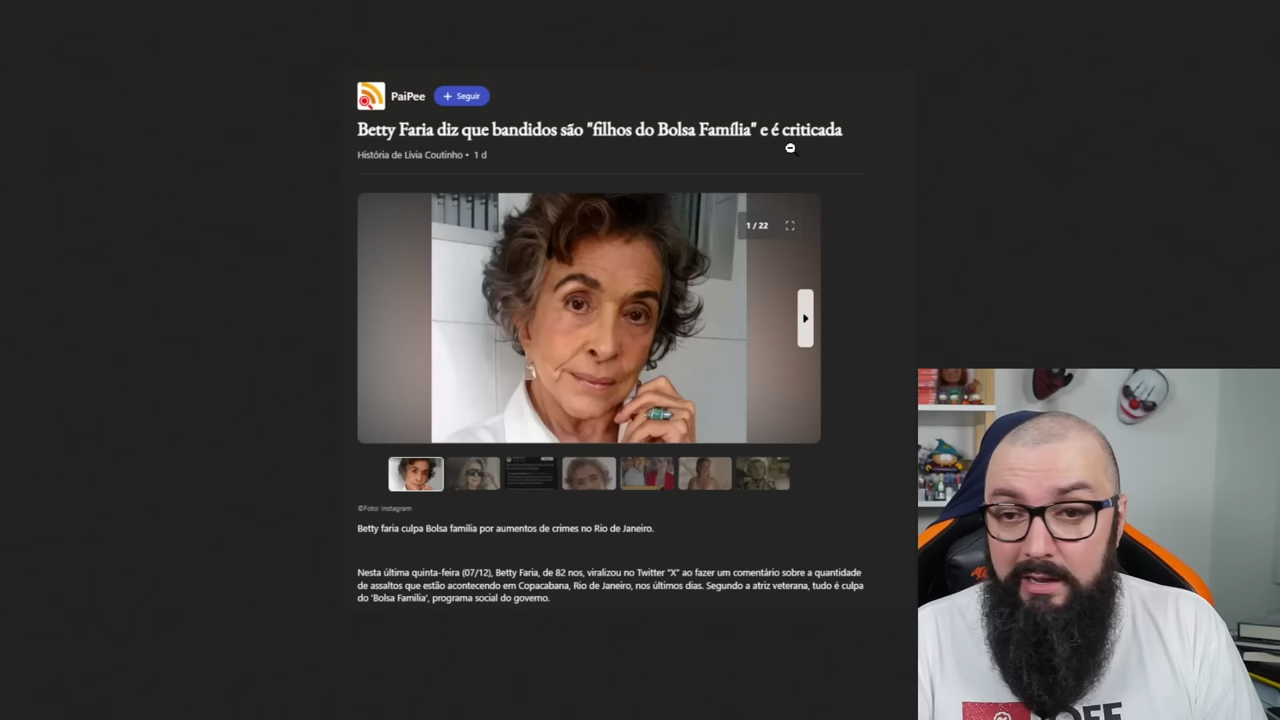 PaiPee
+ Seguir
Betty Faria diz que bandidos são "filhos do Bolsa Família" e é criticada
História de Lívia Coutinho • 1 d
1 / 22
©Foto: Instagram
Betty faria culpa Bolsa família por aumentos de crimes no Rio de Janeiro.
Nesta última quinta-feira (07/12), Betty Faria, de 82 nos, viralizou no Twitter "X" ao fazer um comentário sobre a quantidade
de assaltos que estão acontecendo em Copacabana, Rio de Janeiro, nos últimos dias. Segundo a atriz veterana, tudo é culpa
do 'Bolsa Família', programa social do governo.